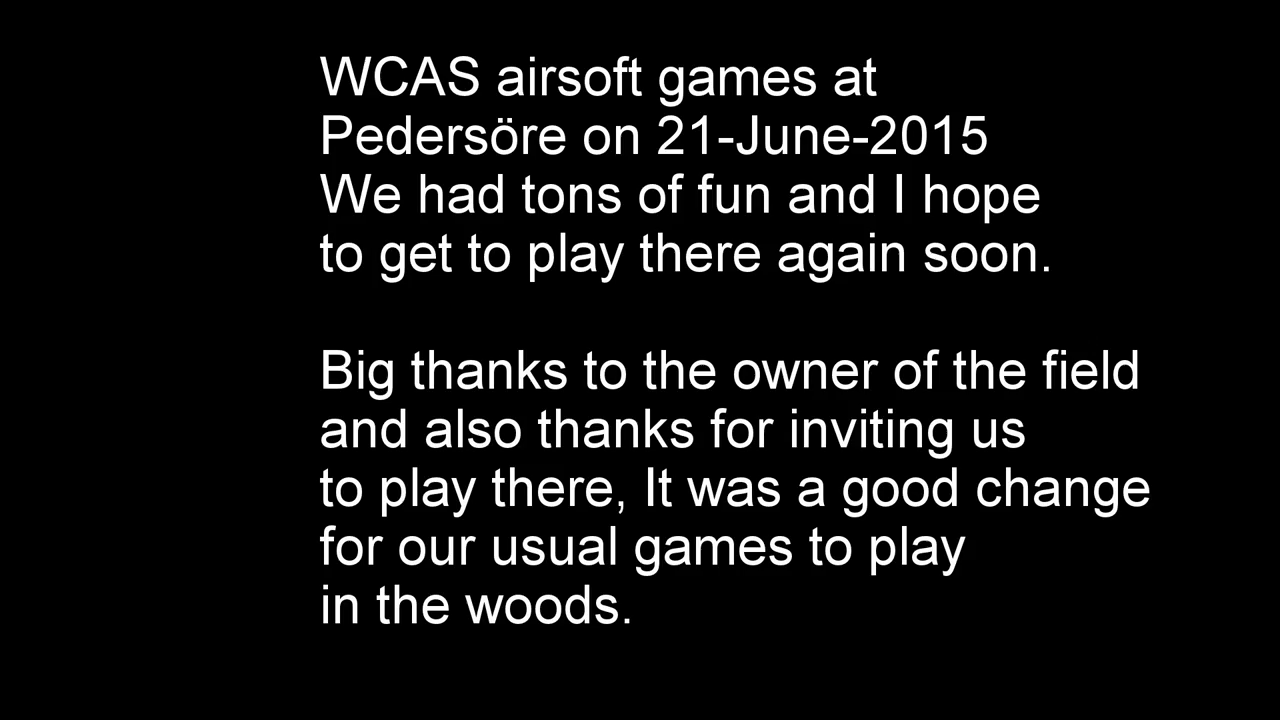 WCAS airsoft games at
Pedersöre on 21-June-2015
We had tons of fun and I hope
to get to play there again soon.
Big thanks to the owner of the field
and also thanks for inviting us
to play there, It was a good change
for our usual games to play
in the woods.